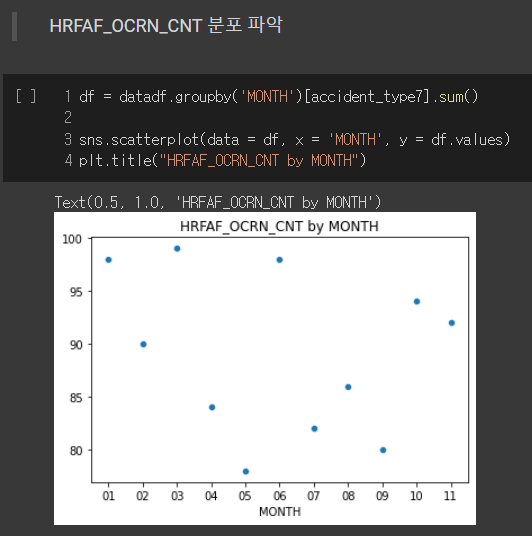 HRFAF_OCRN_CNT 분포 파악
[ ]
1 df = datadf.groupby('MONTH')[accident_type7].sum()
2
3 sns.scatterplot(data = df, x = 'MONTH', y = df.values)
4 plt.title("HRFAF_OCRN_CNT by MONTH")
Text(0.5, 1.0, 'HRFAF_OCRN_CNT by MONTH')
HRFAF_OCRN_CNT by MONTH
100
95
90
85
80
01 02 03 04 05 06 07 08 09 10 11
MONTH